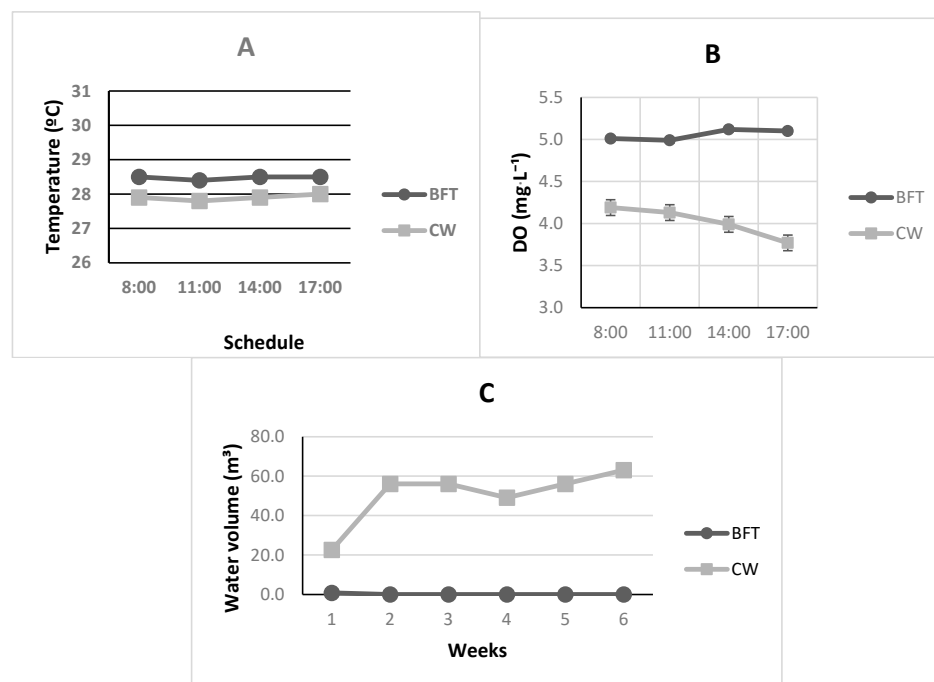 A
Temperature (ºC)
31
30
29
28
27
26
8:00 11:00 14:00 17:00
Schedule
BFT
CW
B
DO (mg·L⁻¹)
5.5
5.0
4.5
4.0
3.5
3.0
8:00 11:00 14:00 17:00
BFT
CW
C
Water volume (m³)
80.0
60.0
40.0
20.0
0.0
1 2 3 4 5 6
Weeks
BFT
CW